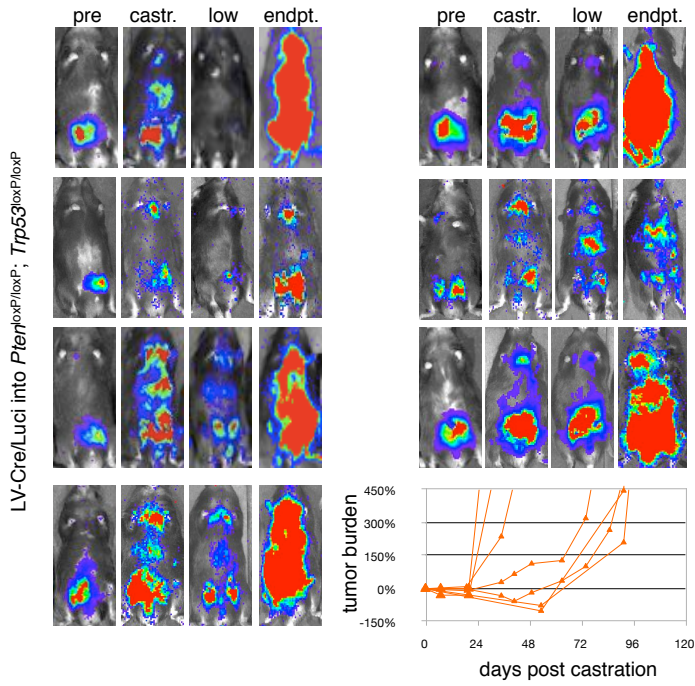 pre castr. low endpt.
pre castr. low endpt.
LV-Cre/Luci into Pten^loxP/loxP; Trp53^loxP/loxP
450%
300%
150%
0%
-150%
tumor burden
0 24 48 72 96 120
days post castration